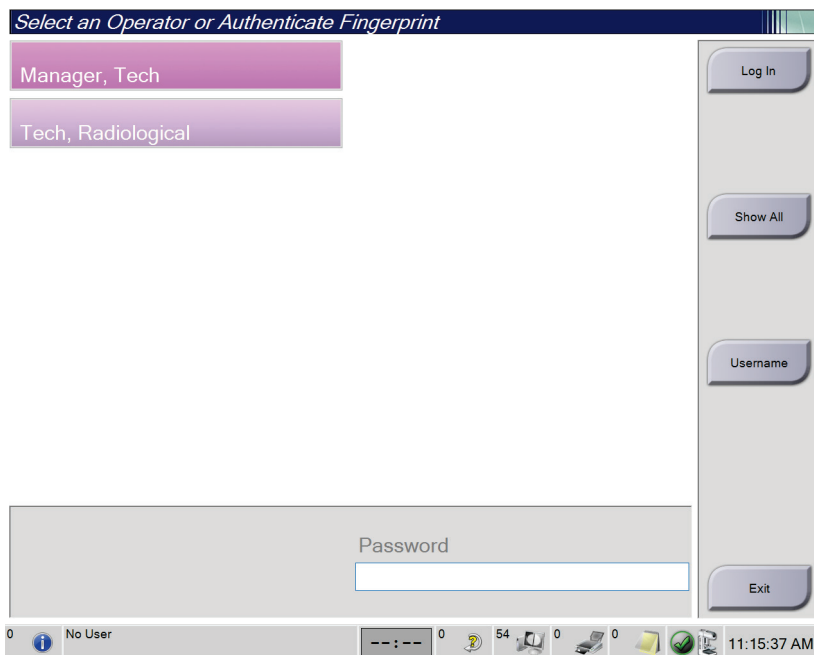 Select an Operator or Authenticate Fingerprint
Manager, Tech
Log In
Tech, Radiological
Show All
Username
Password
Exit
0 No User --:-- 0 54 0 0 11:15:37 AM